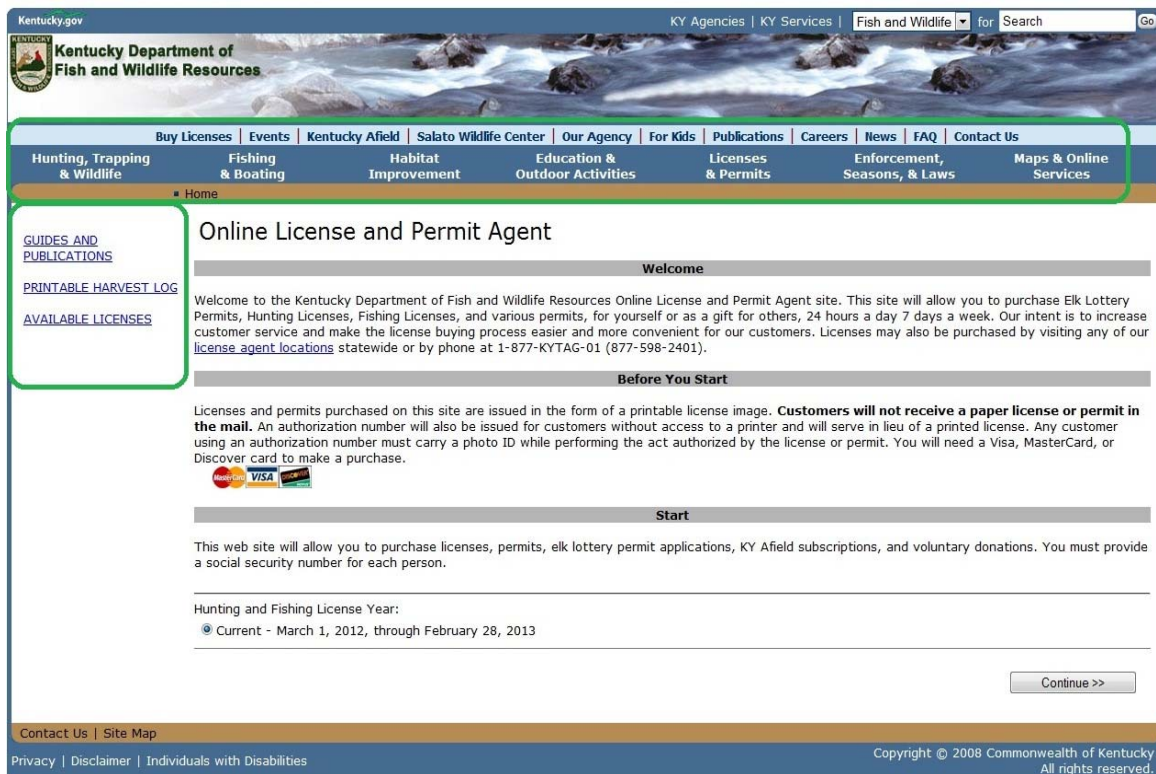 Kentucky.gov
KY Agencies | KY Services | Fish and Wildlife for Search Go
KENTUCKY
Kentucky Department of
Fish and Wildlife Resources
Buy Licenses | Events | Kentucky Afield | Salato Wildlife Center | Our Agency | For Kids | Publications | Careers | News | FAQ | Contact Us
Hunting, Trapping & Wildlife
Fishing & Boating
Habitat Improvement
Education & Outdoor Activities
Licenses & Permits
Enforcement, Seasons, & Laws
Maps & Online Services
Home
GUIDES AND
PUBLICATIONS
PRINTABLE HARVEST LOG
AVAILABLE LICENSES
Online License and Permit Agent
Welcome
Welcome to the Kentucky Department of Fish and Wildlife Resources Online License and Permit Agent site. This site will allow you to purchase Elk Lottery
Permits, Hunting Licenses, Fishing Licenses, and various permits, for yourself or as a gift for others, 24 hours a day 7 days a week. Our intent is to increase
customer service and make the license buying process easier and more convenient for our customers. Licenses may also be purchased by visiting any of our
license agent locations statewide or by phone at 1-877-KYTAG-01 (877-598-2401).
Before You Start
Licenses and permits purchased on this site are issued in the form of a printable license image. Customers will not receive a paper license or permit in
the mail. An authorization number will also be issued for customers without access to a printer and will serve in lieu of a printed license. Any customer
using an authorization number must carry a photo ID while performing the act authorized by the license or permit. You will need a Visa, MasterCard, or
Discover card to make a purchase.
MasterCard VISA DISCOVER
Start
This web site will allow you to purchase licenses, permits, elk lottery permit applications, KY Afield subscriptions, and voluntary donations. You must provide
a social security number for each person.
Hunting and Fishing License Year:
Current - March 1, 2012, through February 28, 2013
Continue >>
Contact Us | Site Map
Privacy | Disclaimer | Individuals with Disabilities
Copyright © 2008 Commonwealth of Kentucky
All rights reserved.